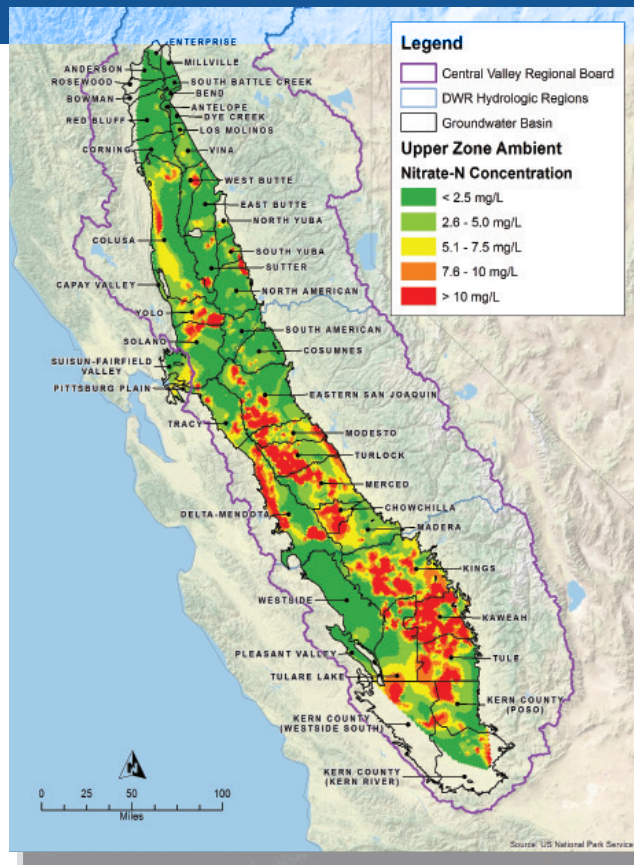 ENTERPRISE
MILLVILLE
ANDERSON
ROSEWOOD
SOUTH BATTLE CREEK
BEND
BOWMAN
ANTELOPE
DYE CREEK
RED BLUFF
LOS MOLINOS
CORNING
VINA
WEST BUTTE
EAST BUTTE
NORTH YUBA
COLUSA
SOUTH YUBA
SUTTER
CAPAY VALLEY
NORTH AMERICAN
YOLO
SOUTH AMERICAN
SOLANO
COSUMNES
SUISUN-FAIRFIELD
VALLEY
PITTSBURG PLAIN
EASTERN SAN JOAQUIN
TRACY
MODESTO
TURLOCK
MERCED
DELTA-MENDOTA
CHOWCHILLA
MADERA
KINGS
WESTSIDE
KAWEAH
PLEASANT VALLEY
TULE
TULARE LAKE
KERN COUNTY
(POSO)
KERN COUNTY
(WESTSIDE SOUTH)
KERN COUNTY
(KERN RIVER)
Legend
Central Valley Regional Board
DWR Hydrologic Regions
Groundwater Basin
Upper Zone Ambient
Nitrate-N Concentration
< 2.5 mg/L
2.6 - 5.0 mg/L
5.1 - 7.5 mg/L
7.6 - 10 mg/L
> 10 mg/L
N
0 25 50 100
Miles
Source: US National Park Service